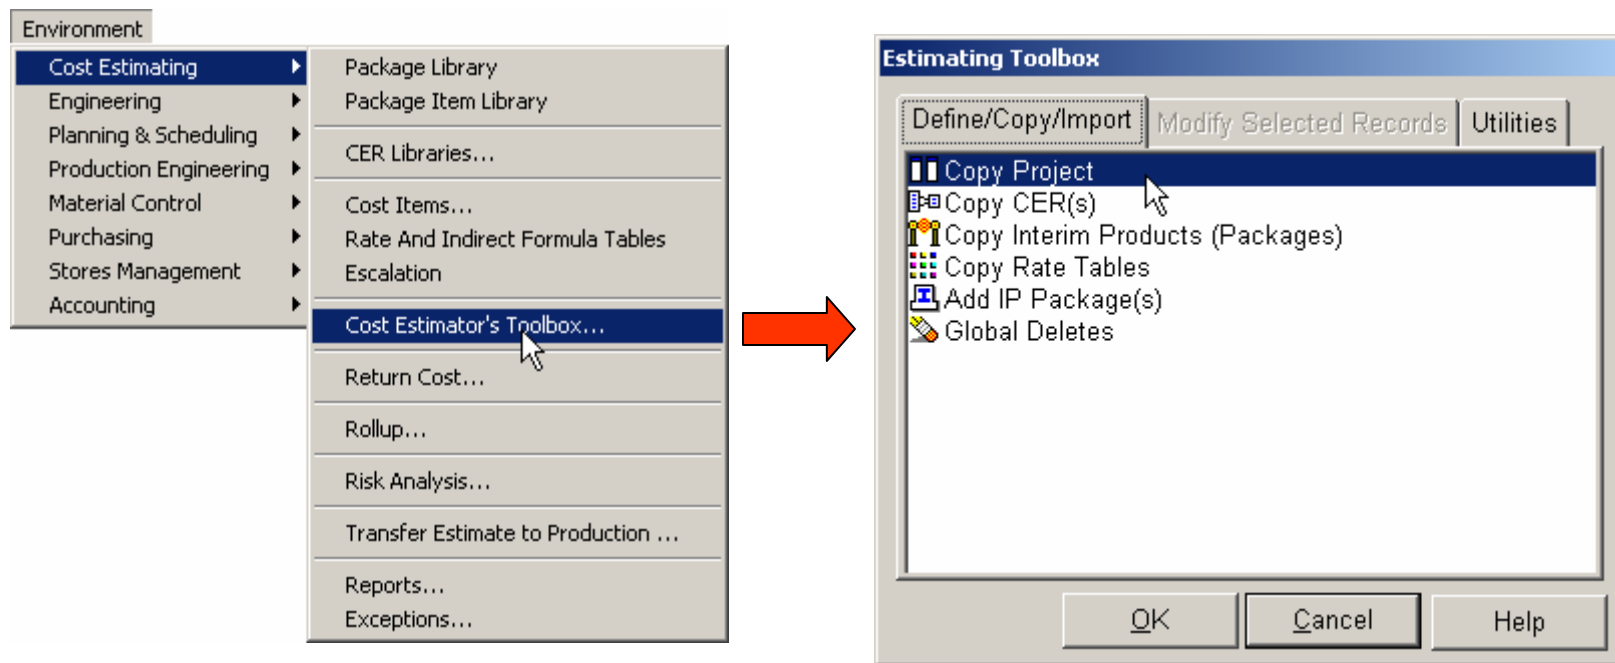 Environment
Cost Estimating
Engineering
Planning & Scheduling
Production Engineering
Material Control
Purchasing
Stores Management
Accounting
Package Library
Package Item Library
CER Libraries...
Cost Items...
Rate And Indirect Formula Tables
Escalation
Cost Estimator's Toolbox...
Return Cost...
Rollup...
Risk Analysis...
Transfer Estimate to Production ...
Reports...
Exceptions...
Estimating Toolbox
Define/Copy/Import Modify Selected Records Utilities
Copy Project
Copy CER(s)
Copy Interim Products (Packages)
Copy Rate Tables
Add IP Package(s)
Global Deletes
OK Cancel Help